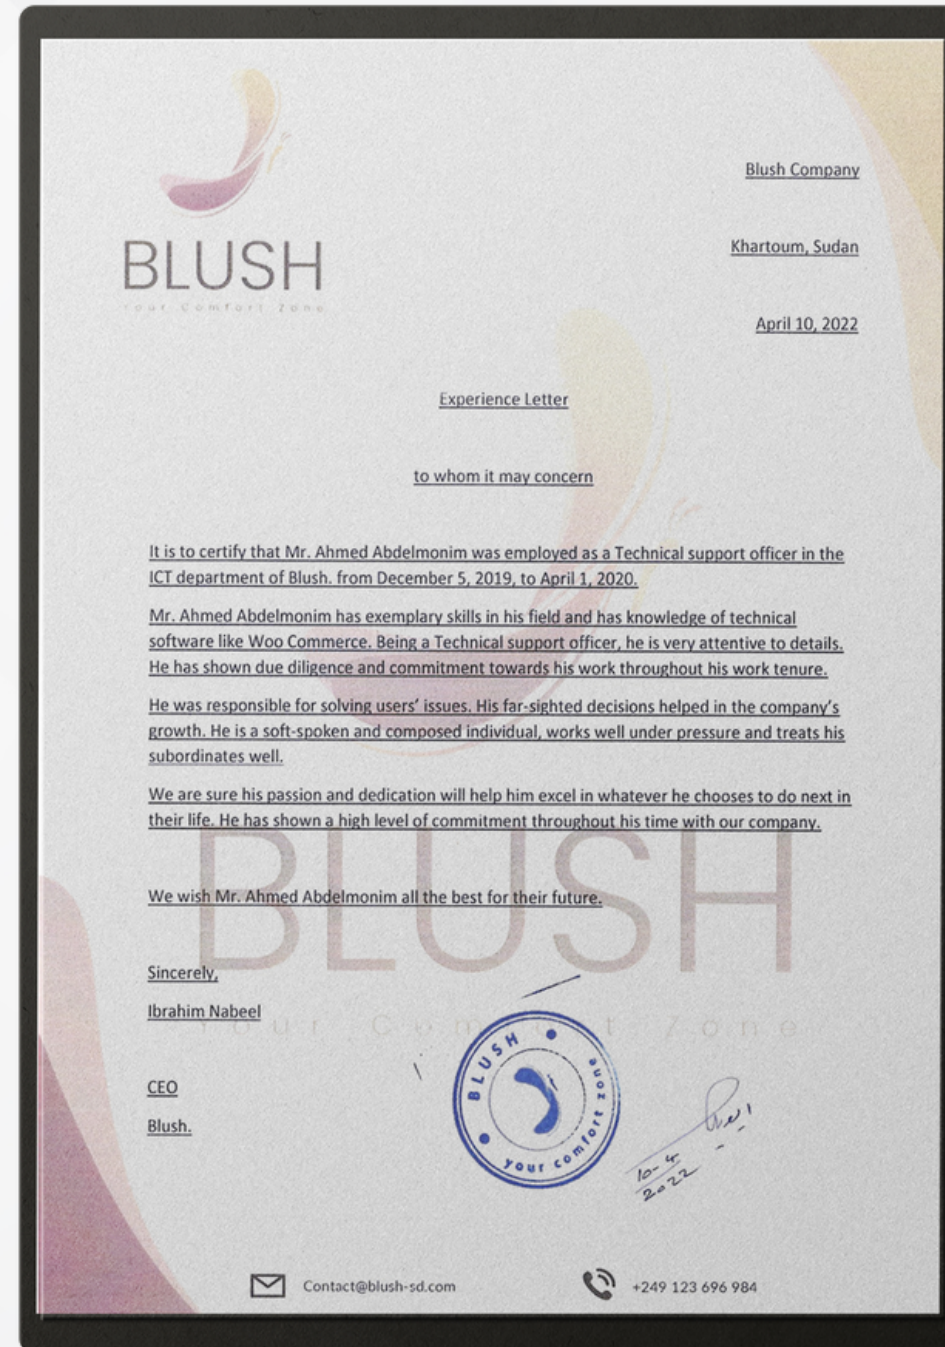 BLUSH
Your Comfort Zone
Blush Company
Khartoum, Sudan
April 10, 2022
Experience Letter
to whom it may concern
It is to certify that Mr. Ahmed Abdelmonim was employed as a Technical support officer in the
ICT department of Blush. from December 5, 2019, to April 1, 2020.
Mr. Ahmed Abdelmonim has exemplary skills in his field and has knowledge of technical
software like Woo Commerce. Being a Technical support officer, he is very attentive to details.
He has shown due diligence and commitment towards his work throughout his work tenure.
He was responsible for solving users’ issues. His far-sighted decisions helped in the company’s
growth. He is a soft-spoken and composed individual, works well under pressure and treats his
subordinates well.
We are sure his passion and dedication will help him excel in whatever he chooses to do next in
their life. He has shown a high level of commitment throughout his time with our company.
BLUSH
We wish Mr. Ahmed Abdelmonim all the best for their future.
Sincerely,
Ibrahim Nabeel
Your Comfort Zone
CEO
Blush.
BLUSH
your comfort zone
10-4
2022
Contact@blush-sd.com
+249 123 696 984